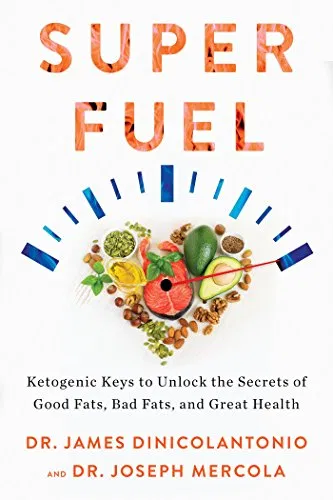 SUPER
FUEL
Ketogenic Keys to Unlock the Secrets of
Good Fats, Bad Fats, and Great Health
DR. JAMES DINICOLANTONIO
AND DR. JOSEPH MERCOLA